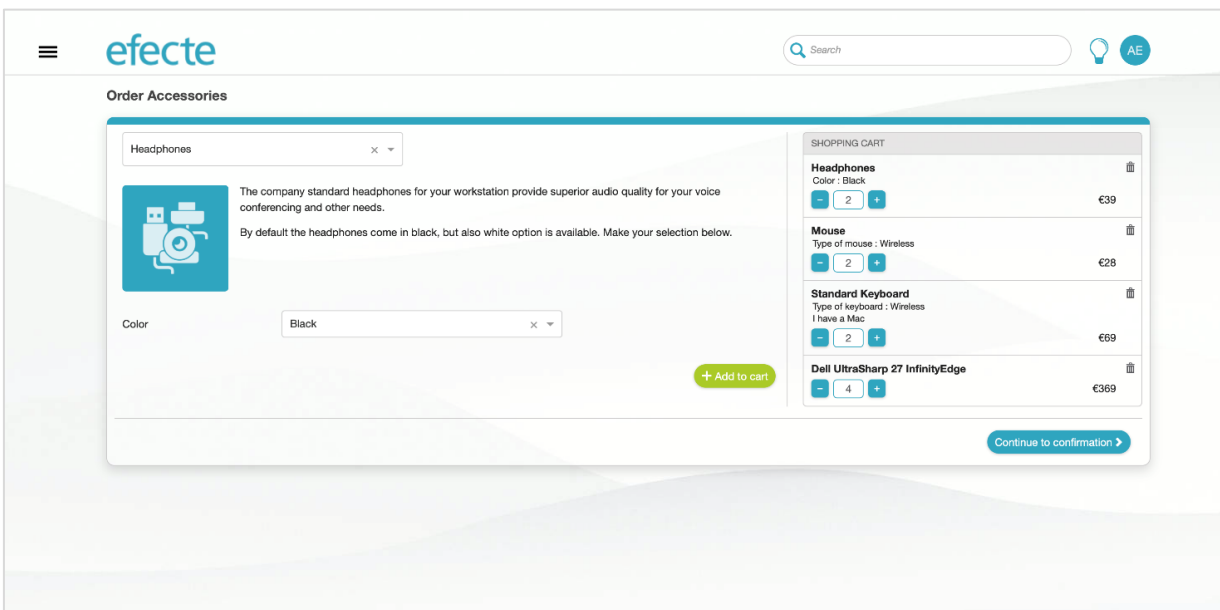 efecte
Search
AE
Order Accessories
Headphones
The company standard headphones for your workstation provide superior audio quality for your voice
conferencing and other needs.
By default the headphones come in black, but also white option is available. Make your selection below.
Color
Black
+ Add to cart
SHOPPING CART
Headphones
Color : Black
- 2 +
€39
Mouse
Type of mouse : Wireless
- 2 +
€28
Standard Keyboard
Type of keyboard : Wireless
I have a Mac
- 2 +
€69
Dell UltraSharp 27 InfinityEdge
- 4 +
€369
Continue to confirmation